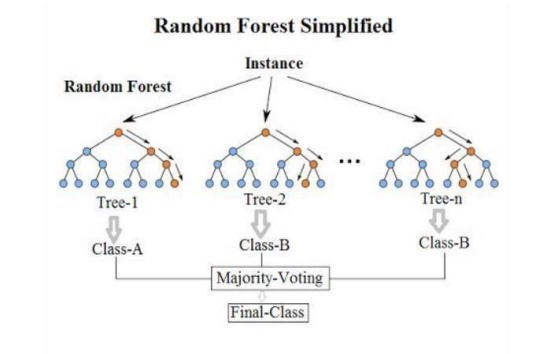 Random Forest Simplified
Instance
Random Forest
...
Tree-1
Tree-2
Tree-n
Class-A
Class-B
Class-B
Majority-Voting
Final-Class